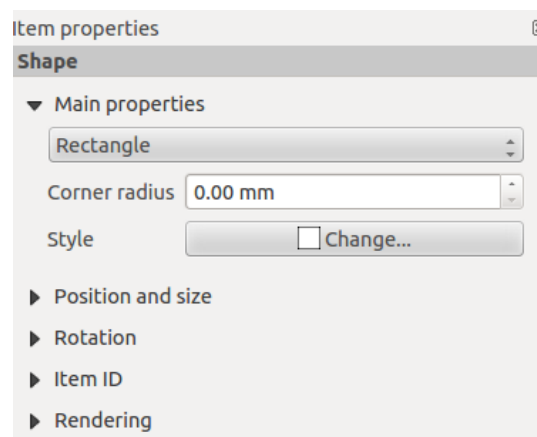 Item properties
Shape
Main properties
Rectangle
Corner radius 0.00 mm
Style Change...
Position and size
Rotation
Item ID
Rendering